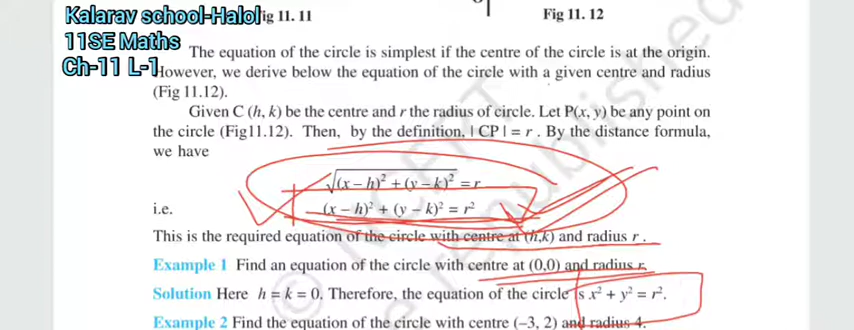 Kalarav school-Halol
ig 11. 11
Fig 11. 12
11SE Maths
Ch-11 L-1
The equation of the circle is simplest if the centre of the circle is at the origin.
However, we derive below the equation of the circle with a given centre and radius
(Fig 11.12).
Given C (h, k) be the centre and r the radius of circle. Let P(x, y) be any point on
the circle (Fig11.12). Then, by the definition, | CP | = r . By the distance formula,
we have
√(x – h)² + (y – k)² = r
i.e.
(x – h)² + (y – k)² = r²
This is the required equation of the circle with centre at (h,k) and radius r .
Example 1 Find an equation of the circle with centre at (0,0) and radius r.
Solution Here h = k = 0. Therefore, the equation of the circle is x² + y² = r².
Example 2 Find the equation of the circle with centre (–3, 2) and radius 4.